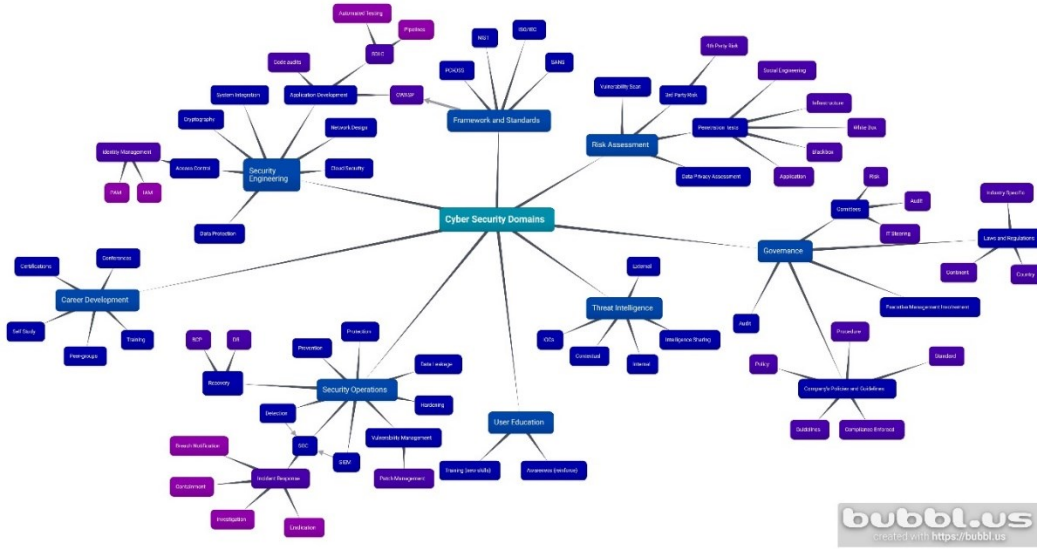 Automated Testing
Pipelines
SDLC
Code Audits
Application Development
OWASP
System Integration
Cryptography
Network Design
Identity Management
Access Control
Security
Engineering
Cloud Security
PAM
IAM
Data Protection
NIST
ISO/IEC
PCI-DSS
SANS
Framework and Standards
4th Party Risk
Vulnerability Scan
3rd Party Risk
Social Engineering
Infrastructure
Penetration Tests
White Box
Risk Assessment
Blackbox
Data Privacy Assessment
Application
Cyber Security Domains
Risk
Industry Specific
Audit
IT Steering
Laws and Regulations
Governance
Continent
Country
Executive Management Involvement
Audit
Procedure
Policy
Standard
Company's Policies and Guidelines
Guidelines
Compliance Enforced
External
Threat Intelligence
IOCs
Intelligence Sharing
Contextual
Internal
Certifications
Conferences
Career Development
Self Study
Training
Peer-groups
BCP
DR
Prevention
Protection
Data Leakage
Recovery
Security Operations
Hardening
Detection
SOC
SIEM
Vulnerability Management
Patch Management
Breach Notification
Incident Response
Containment
Investigation
Eradication
User Education
Training (new skills)
Awareness (reinforce)
bubbl.us
created with https://bubbl.us